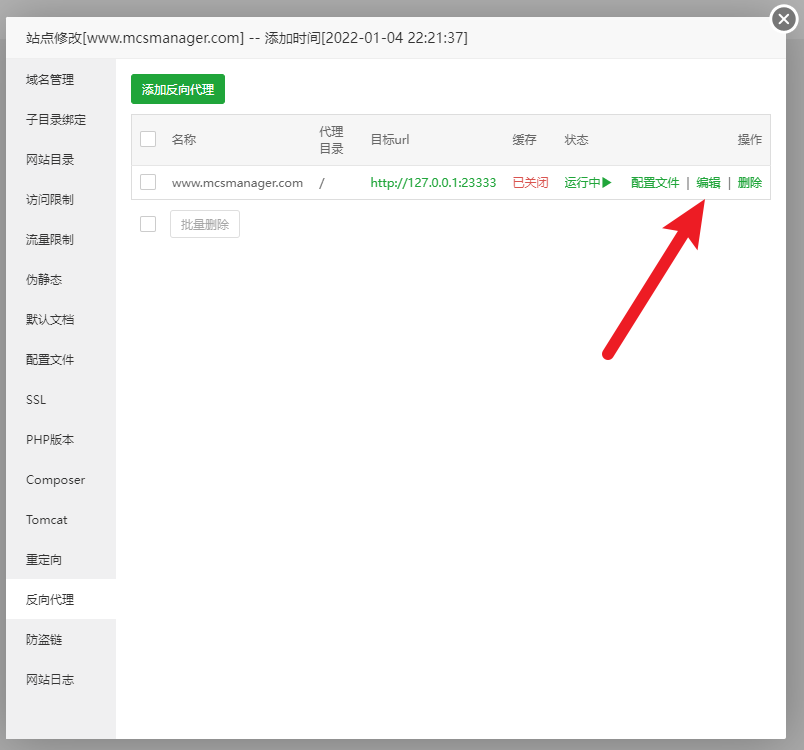 站点修改[www.mcsmanager.com] -- 添加时间[2022-01-04 22:21:37]
域名管理
子目录绑定
网站目录
访问限制
流量限制
伪静态
默认文档
配置文件
SSL
PHP版本
Composer
Tomcat
重定向
反向代理
防盗链
网站日志
添加反向代理
名称 代理目录 目标url 缓存 状态 操作
www.mcsmanager.com / http://127.0.0.1:23333 已关闭 运行中 配置文件 | 编辑 | 删除
批量删除